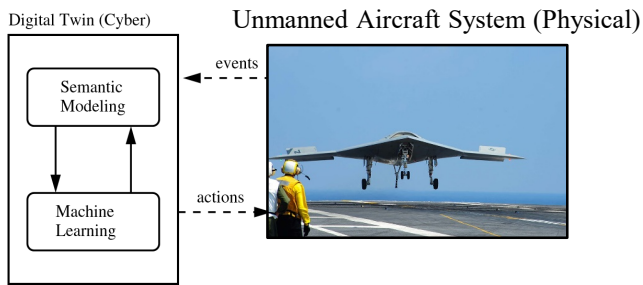 Digital Twin (Cyber)
Unmanned Aircraft System (Physical)
events
Semantic
Modeling
actions
Machine
Learning